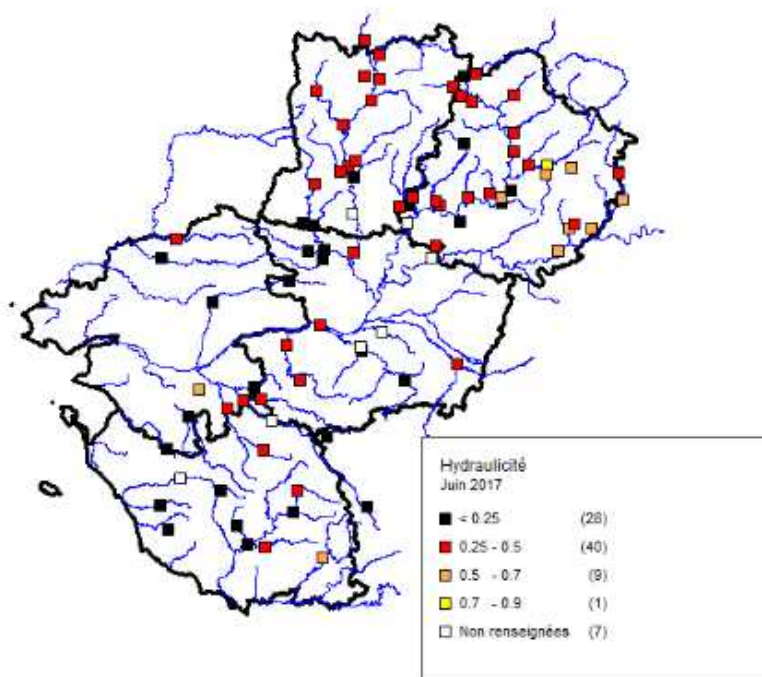 Hydraulicité
Juin 2017
< 0.25 (28)
0.25 - 0.5 (40)
0.5 - 0.7 (9)
0.7 - 0.9 (1)
Non renseignées (7)